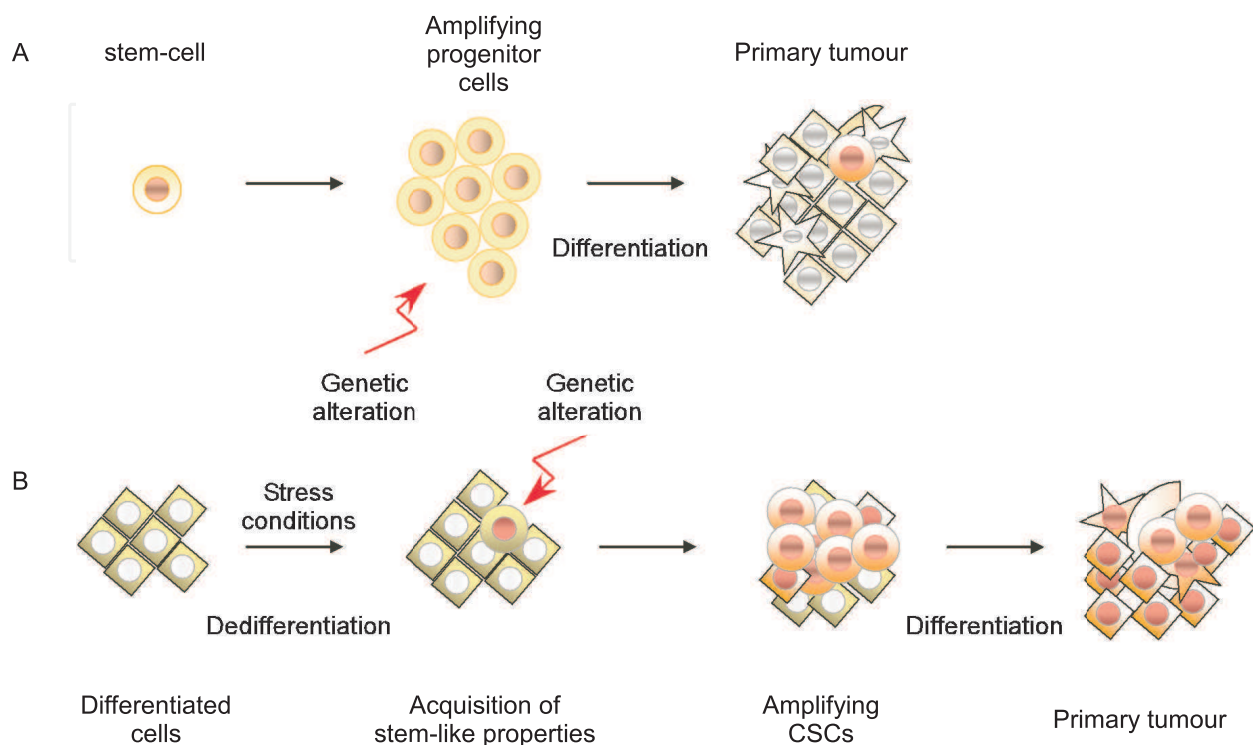 A
stem-cell
Amplifying
progenitor
cells
Primary tumour
Differentiation
Genetic
alteration
Genetic
alteration
B
Stress
conditions
Dedifferentiation
Differentiation
Differentiated
cells
Acquisition of
stem-like properties
Amplifying
CSCs
Primary tumour